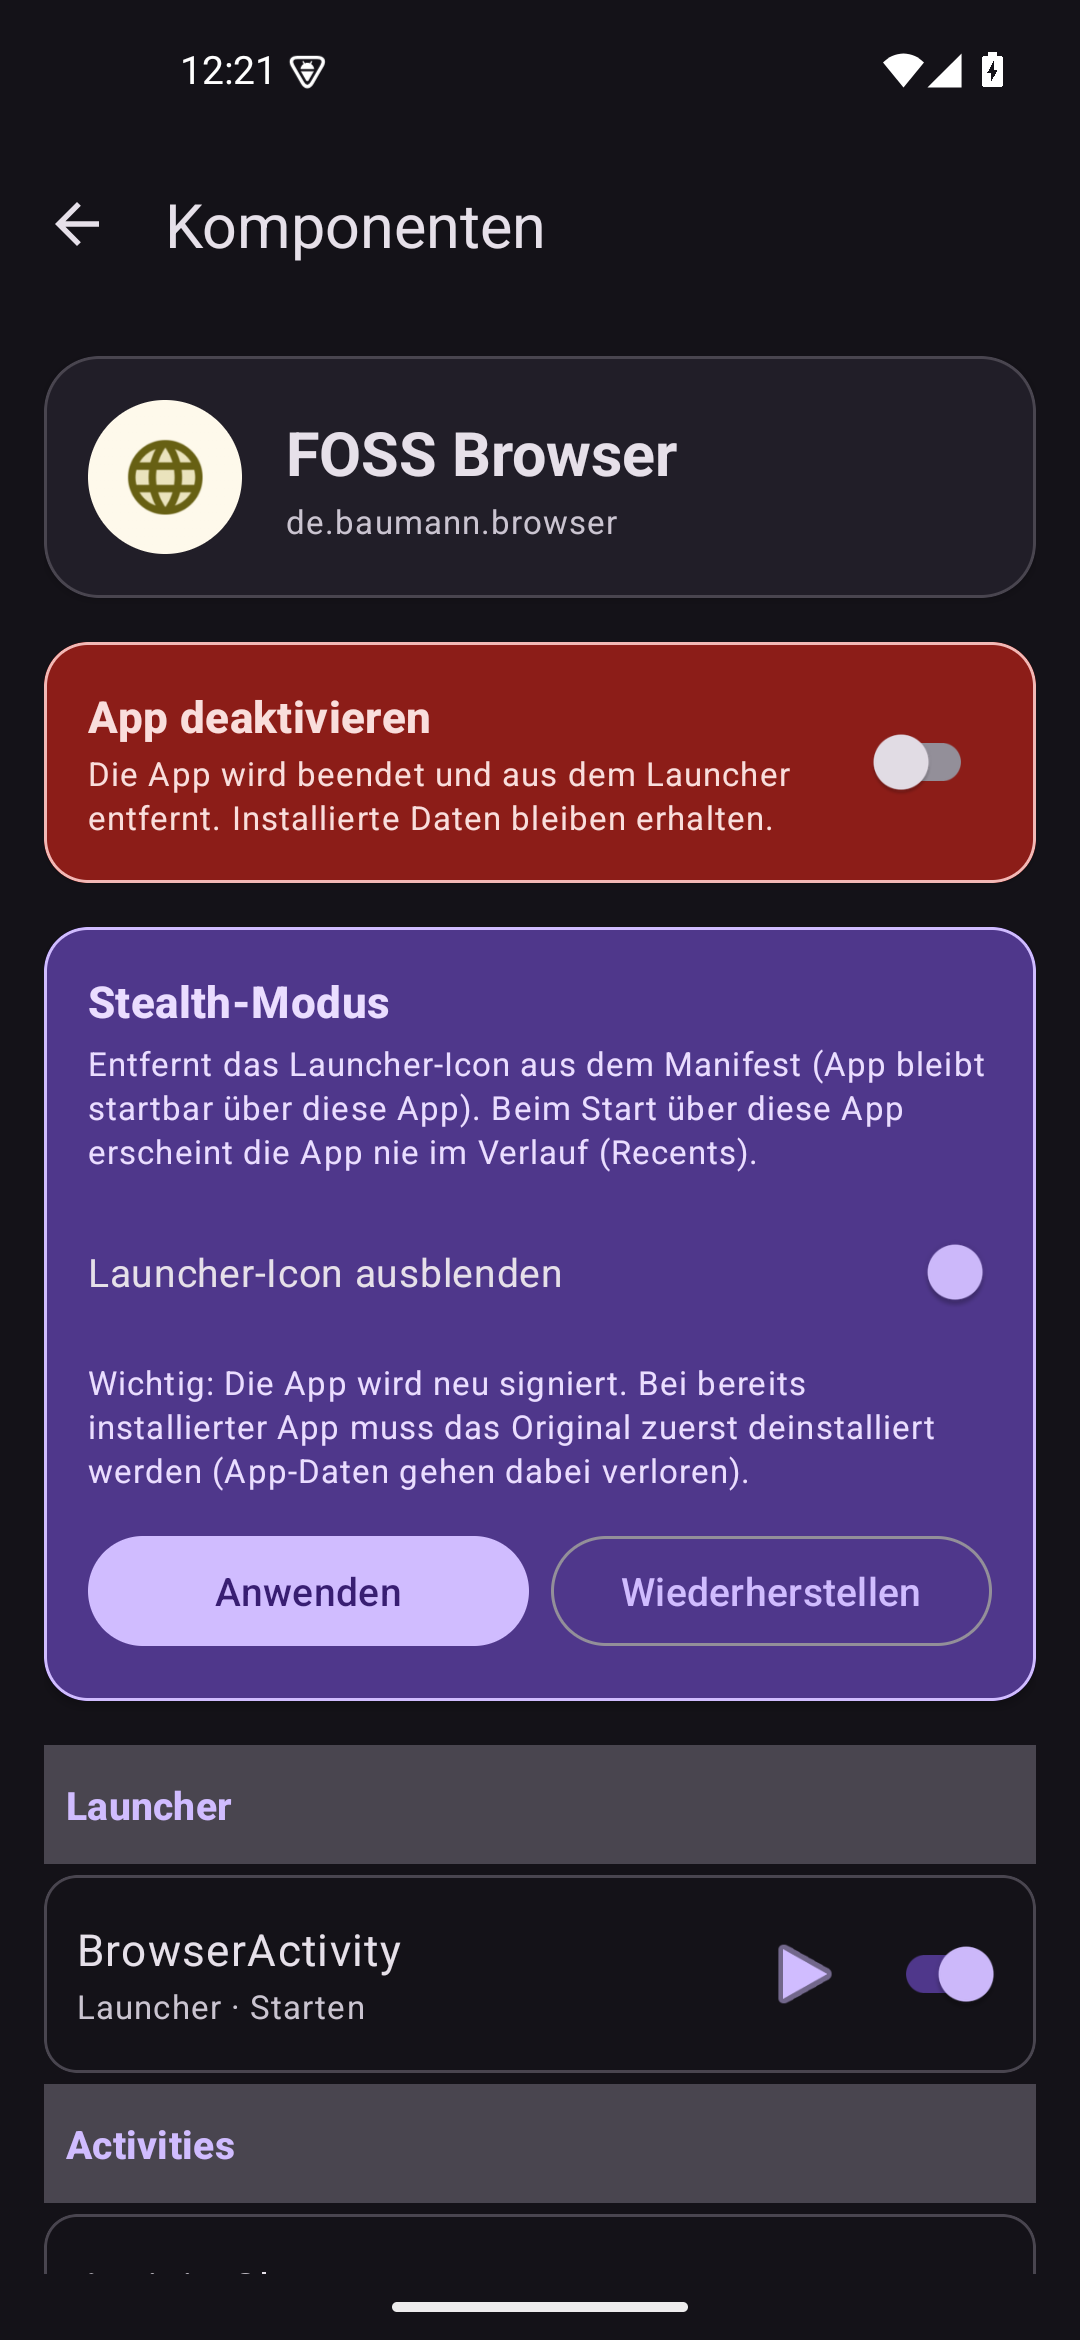 12:21
Komponenten
FOSS Browser
de.baumann.browser
App deaktivieren
Die App wird beendet und aus dem Launcher
entfernt. Installierte Daten bleiben erhalten.
Stealth-Modus
Entfernt das Launcher-Icon aus dem Manifest (App bleibt
startbar über diese App). Beim Start über diese App
erscheint die App nie im Verlauf (Recents).
Launcher-Icon ausblenden
Wichtig: Die App wird neu signiert. Bei bereits
installierter App muss das Original zuerst deinstalliert
werden (App-Daten gehen dabei verloren).
Anwenden
Wiederherstellen
Launcher
BrowserActivity
Launcher · Starten
Activities